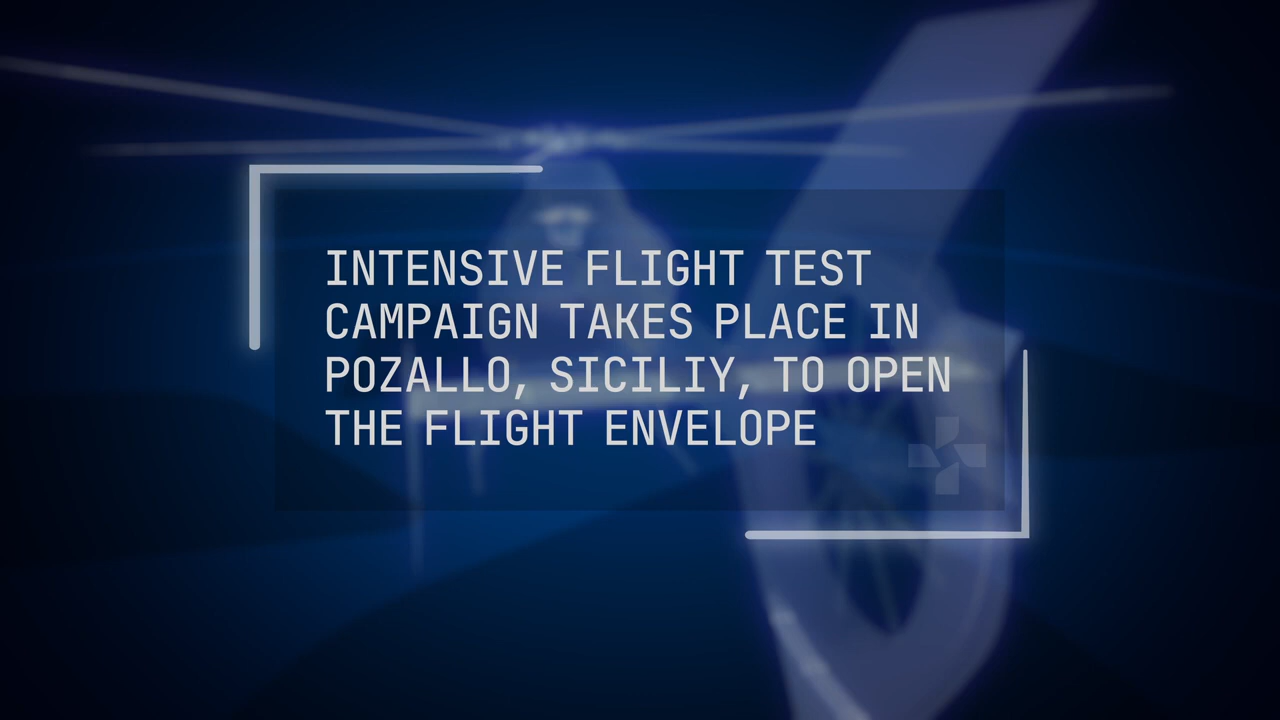 INTENSIVE FLIGHT TEST
CAMPAIGN TAKES PLACE IN
POZALLO, SICILIY, TO OPEN
THE FLIGHT ENVELOPE